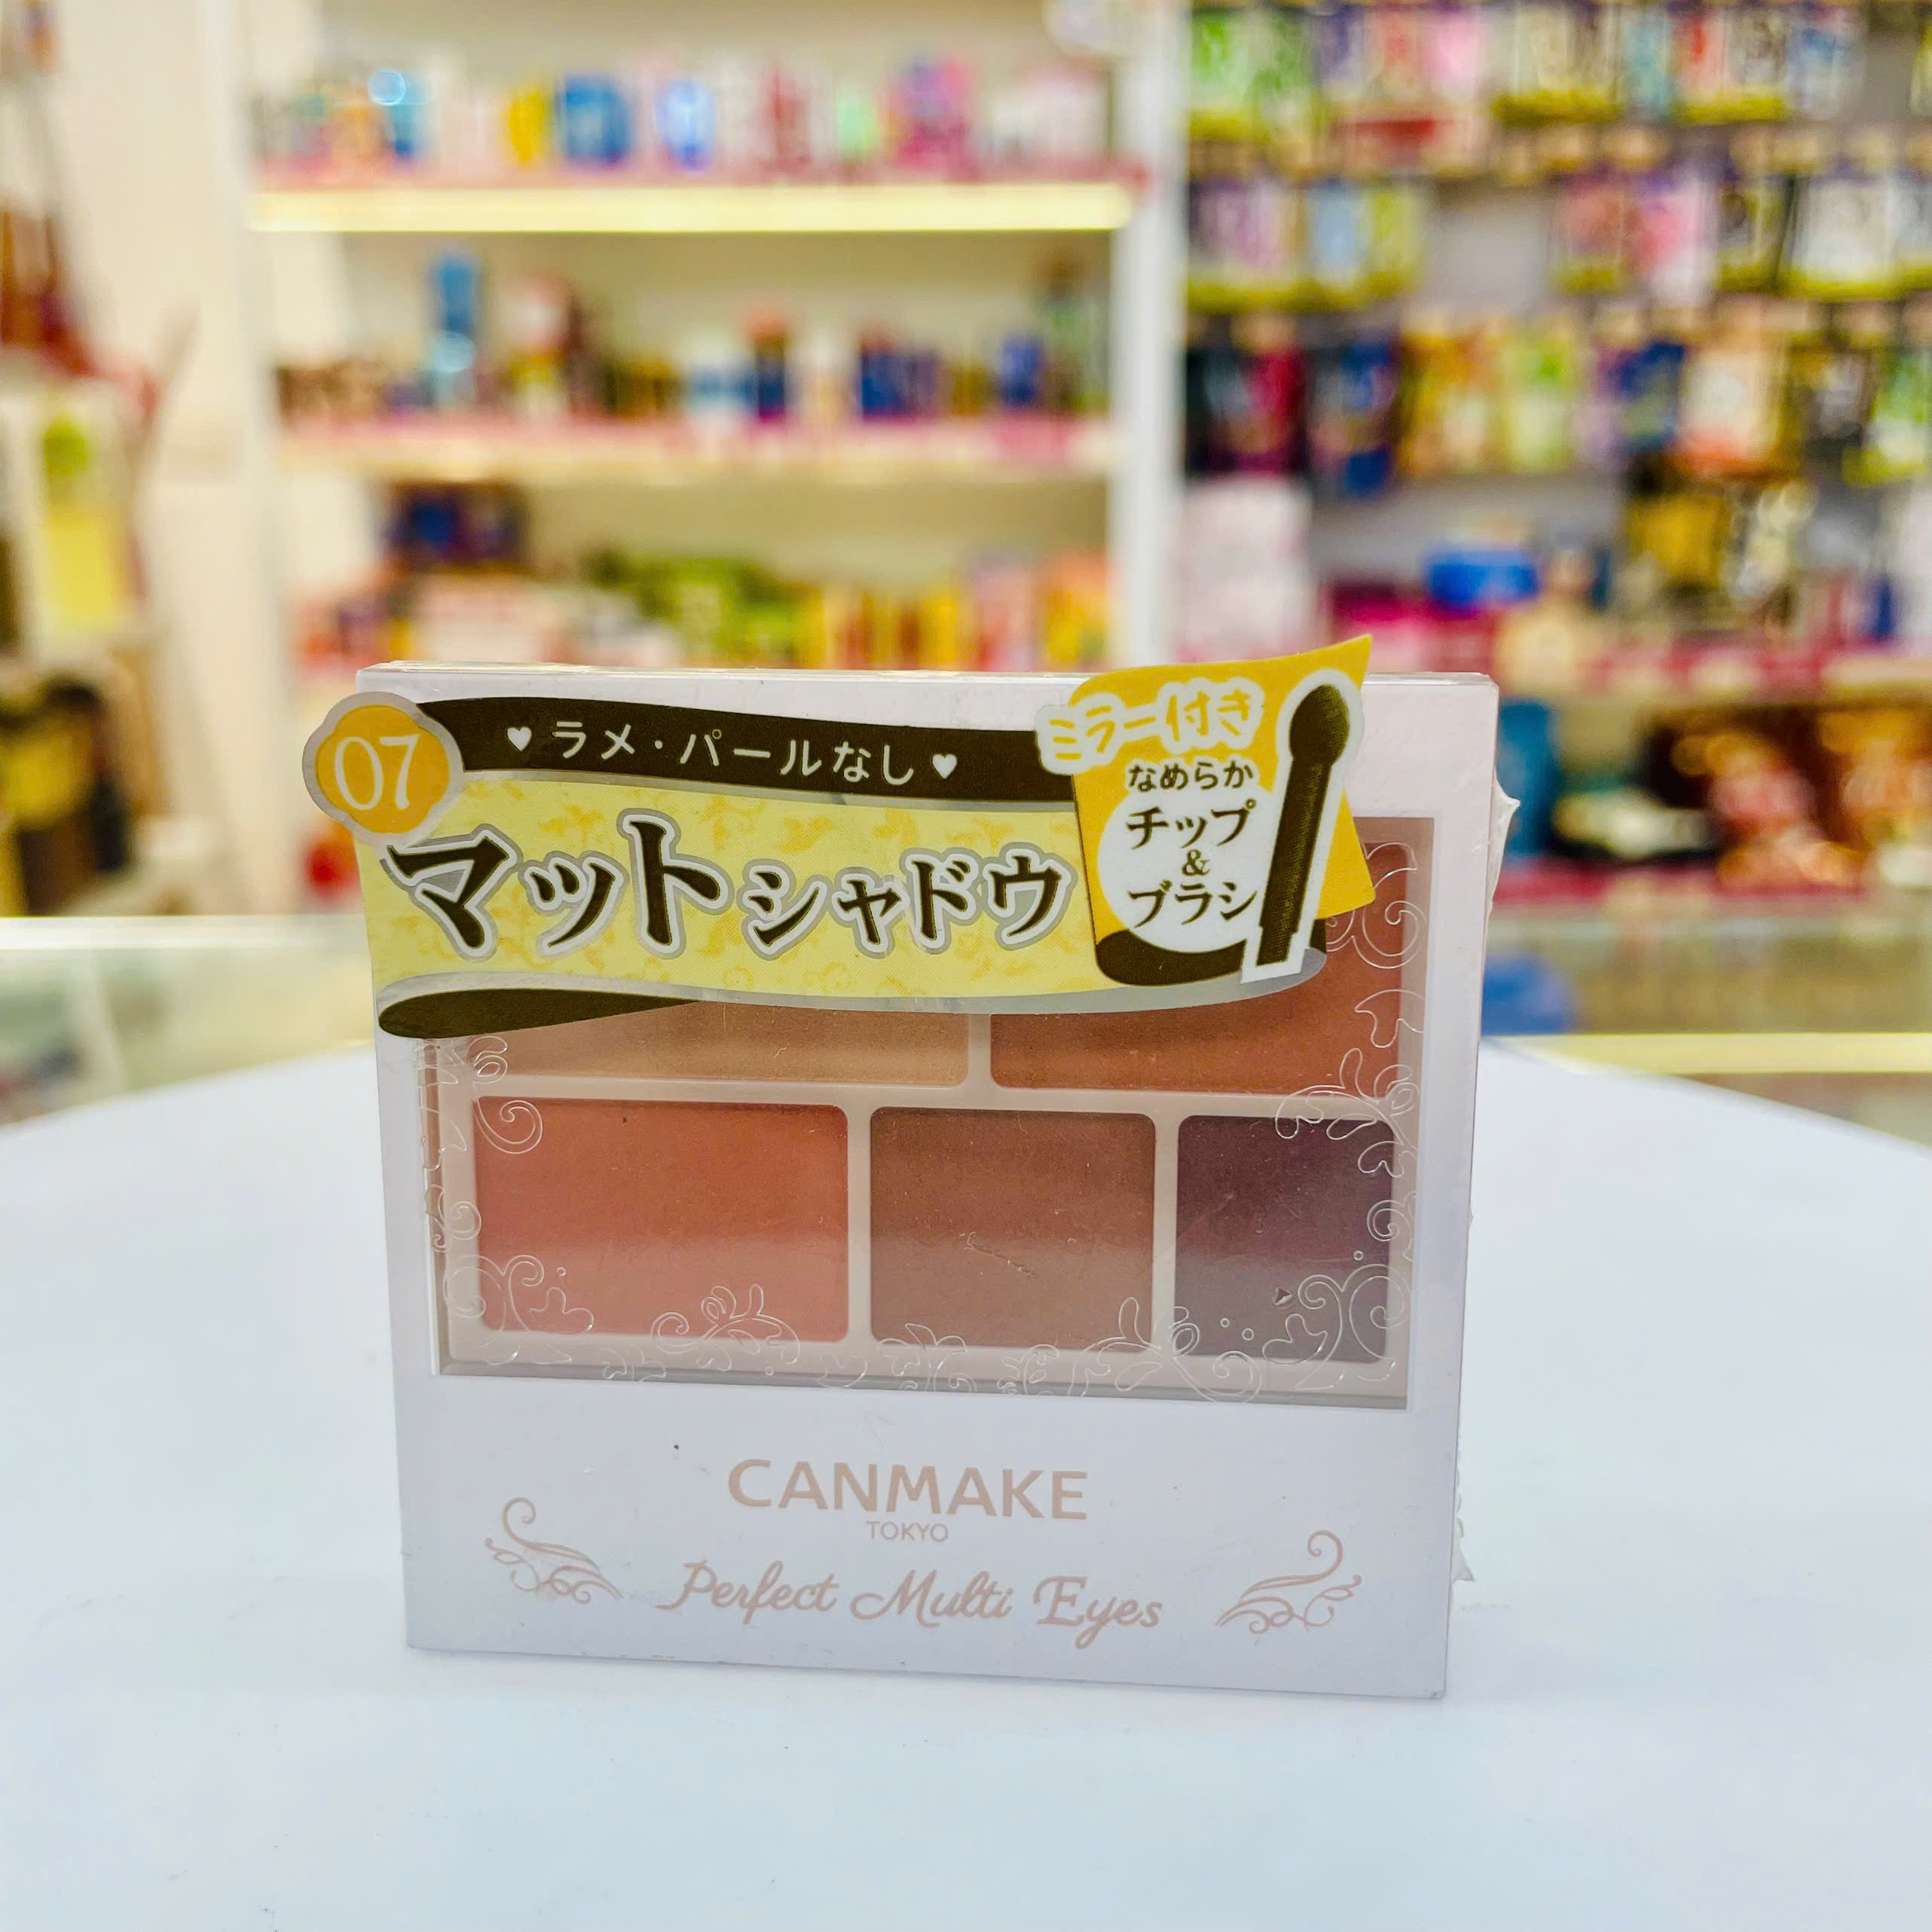 07
♥ ラメ・パールなし ♥
マットシャドウ
ミラー付き
なめらか
チップ
&
ブラシ
CANMAKE
TOKYO
Perfect Multi Eyes